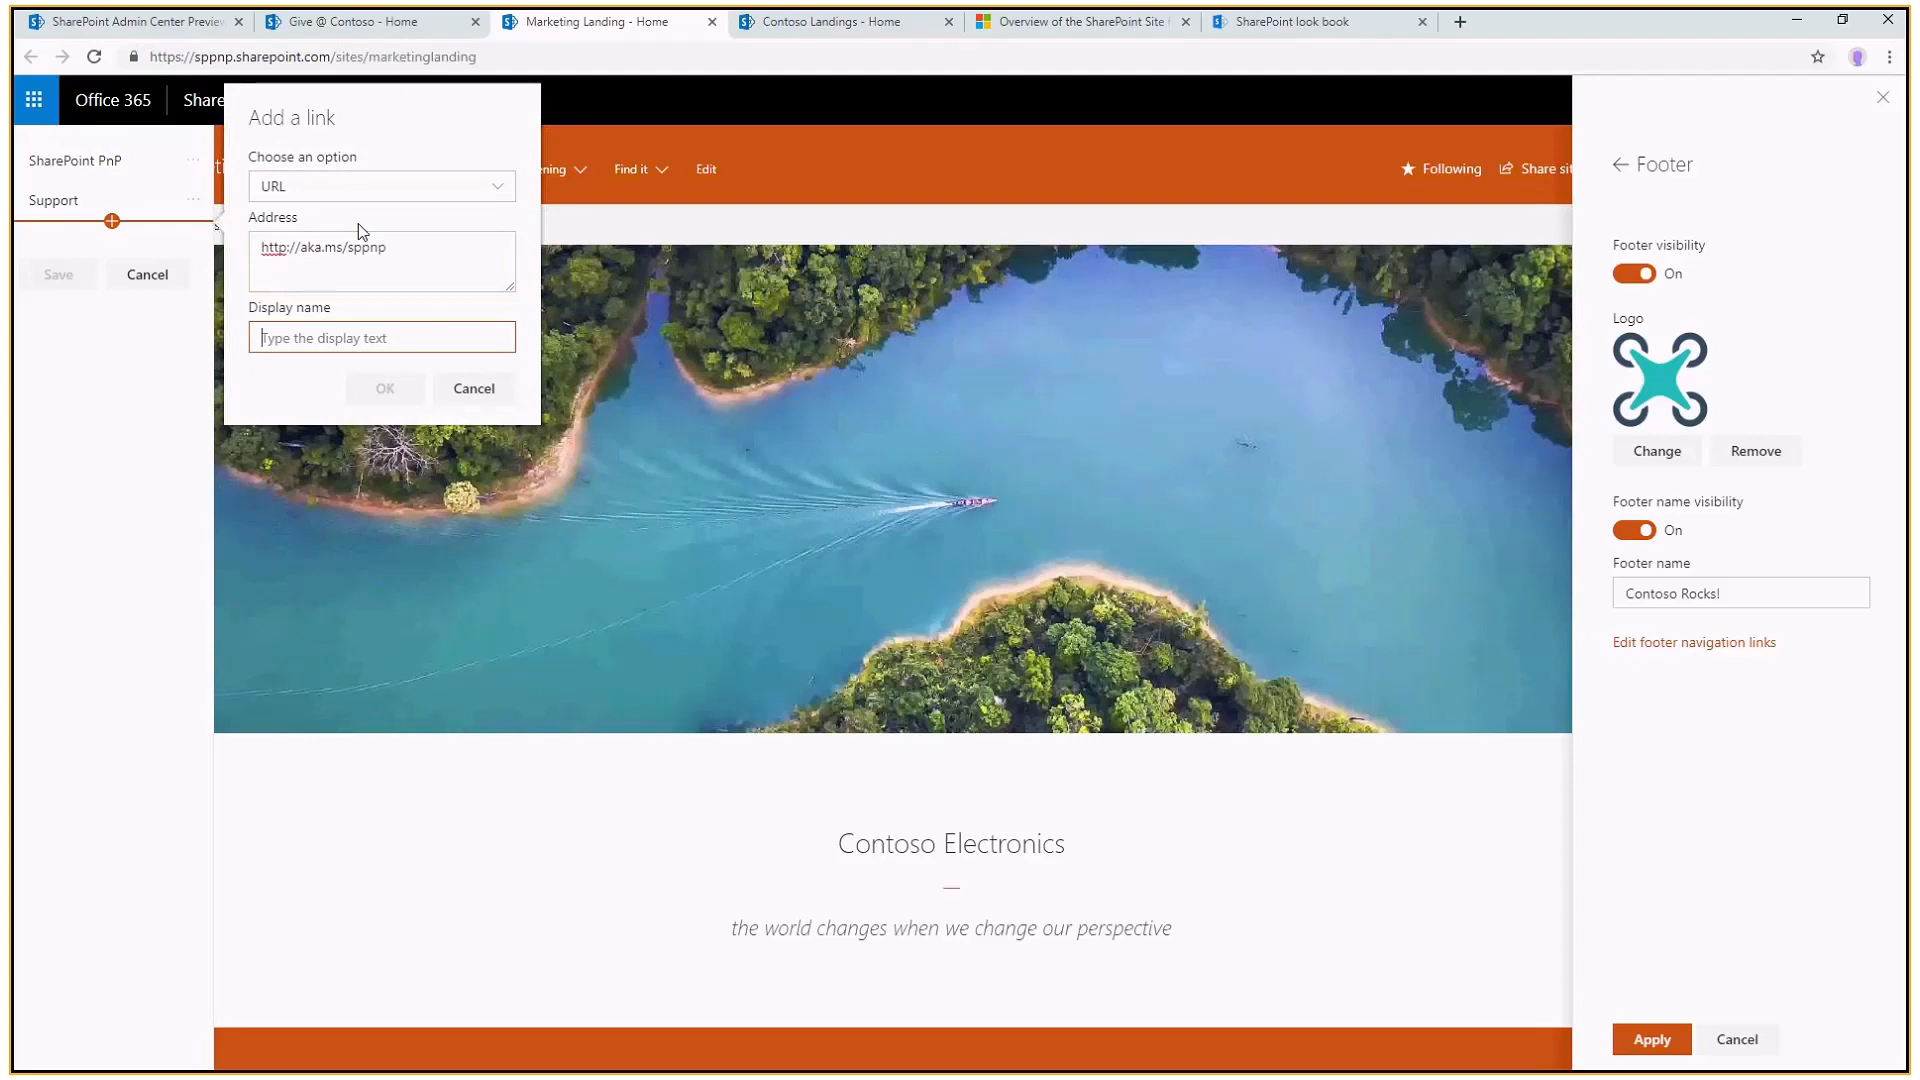 SharePoint Admin Center Preview
Give @ Contoso - Home
Marketing Landing - Home
Contoso Landings - Home
Overview of the SharePoint Site
SharePoint look book
https://sppnp.sharepoint.com/sites/marketinglanding
Office 365
Share
SharePoint PnP
Support
Save
Cancel
Add a link
Choose an option
URL
Address
http://aka.ms/sppnp
Display name
Type the display text
OK
Cancel
ening
Find it
Edit
Following
Share sit
Contoso Electronics
the world changes when we change our perspective
Footer
Footer visibility
On
Logo
Change
Remove
Footer name visibility
On
Footer name
Contoso Rocks!
Edit footer navigation links
Apply
Cancel